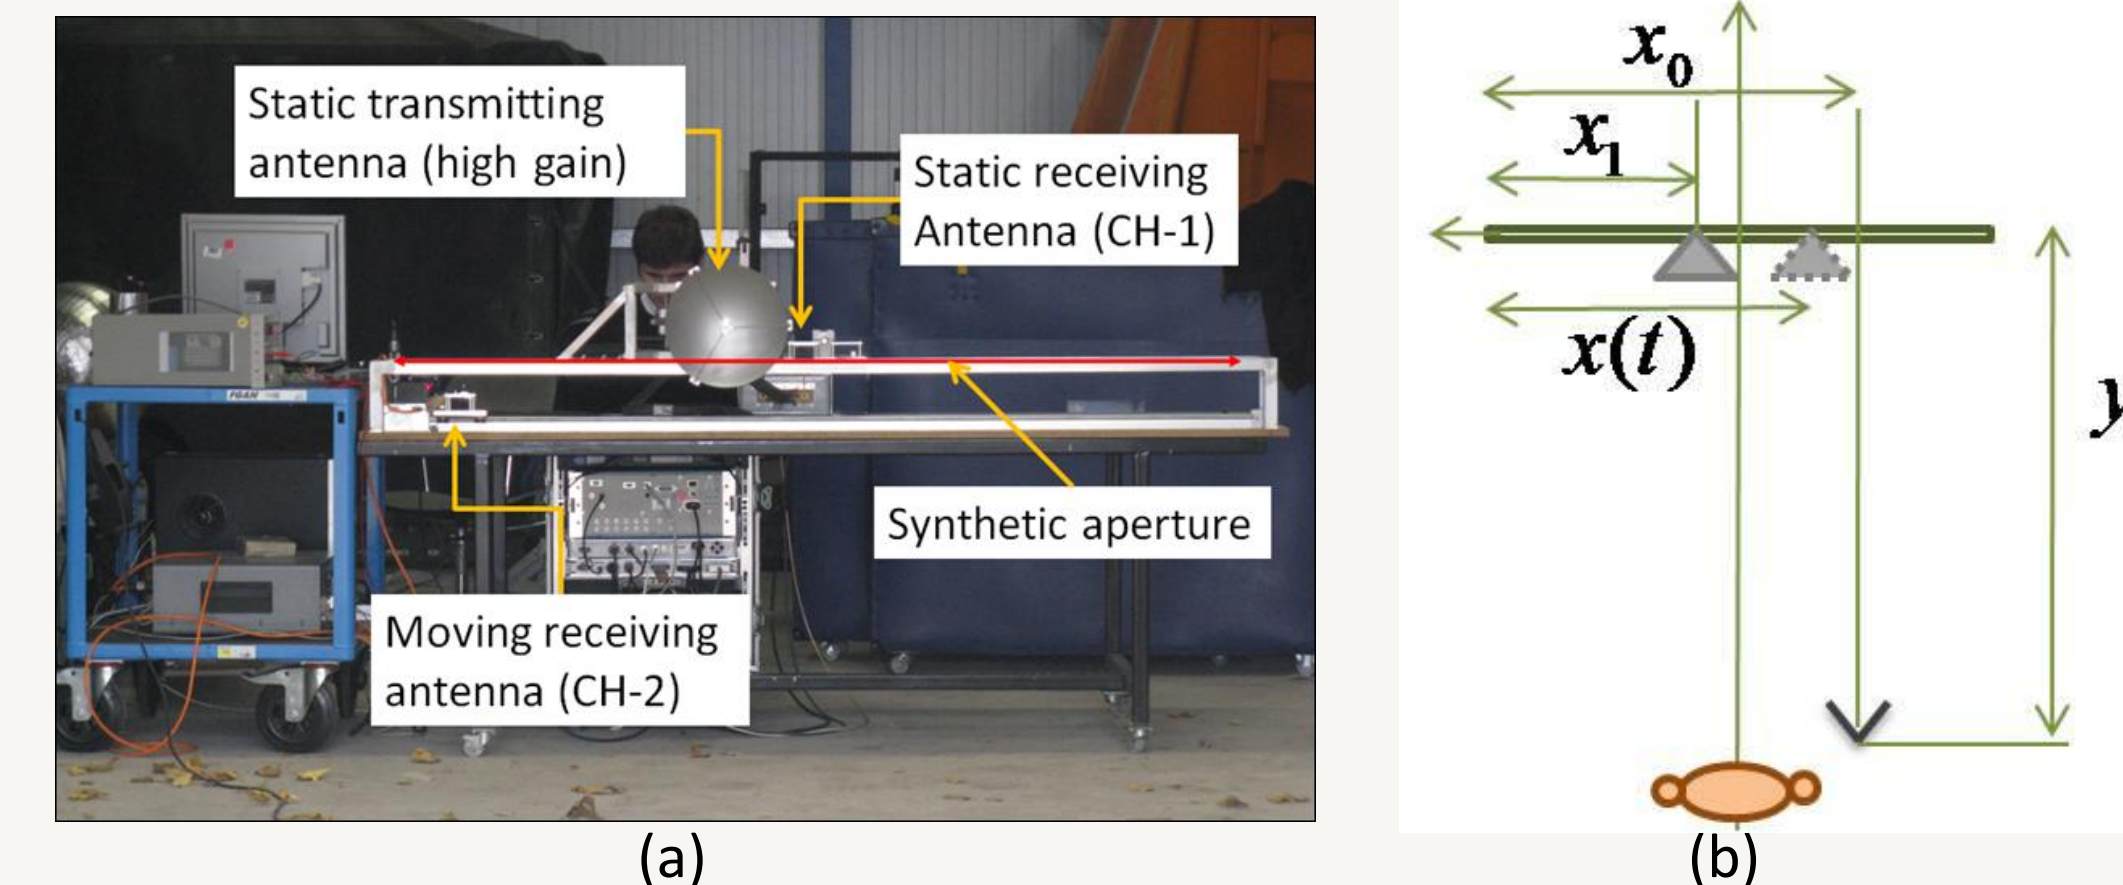 Static transmitting
antenna (high gain)
Static receiving
Antenna (CH-1)
Synthetic aperture
Moving receiving
antenna (CH-2)
FGAN
(a)
x₀
x₁
x(t)
y
(b)